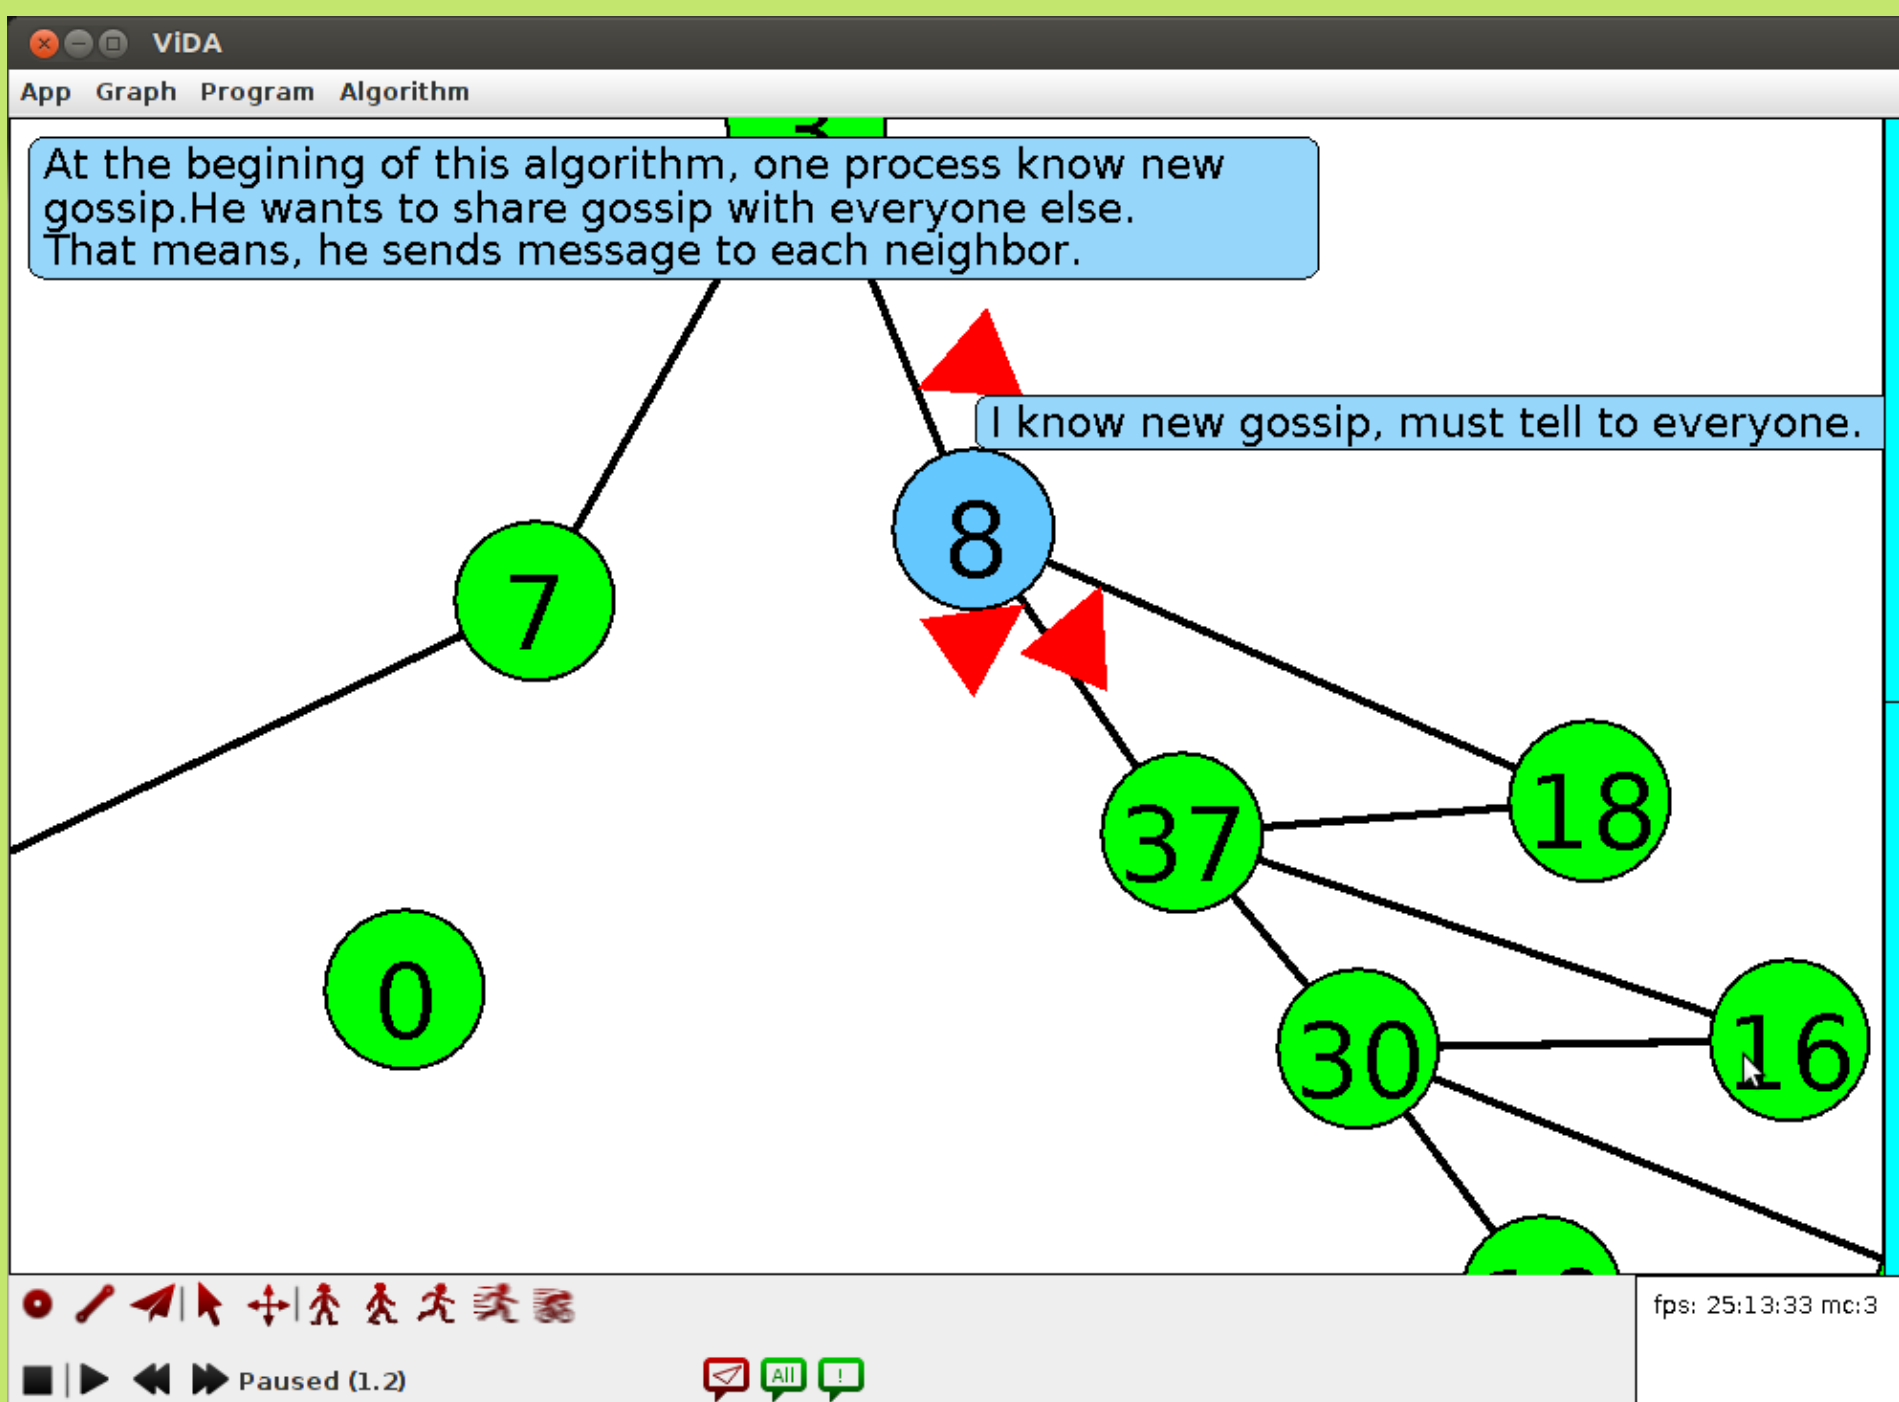 ViDA
App Graph Program Algorithm
At the begining of this algorithm, one process know new
gossip.He wants to share gossip with everyone else.
That means, he sends message to each neighbor.
I know new gossip, must tell to everyone.
8
7
18
37
0
30
16
fps: 25:13:33 mc:3
Paused (1.2)
All
!